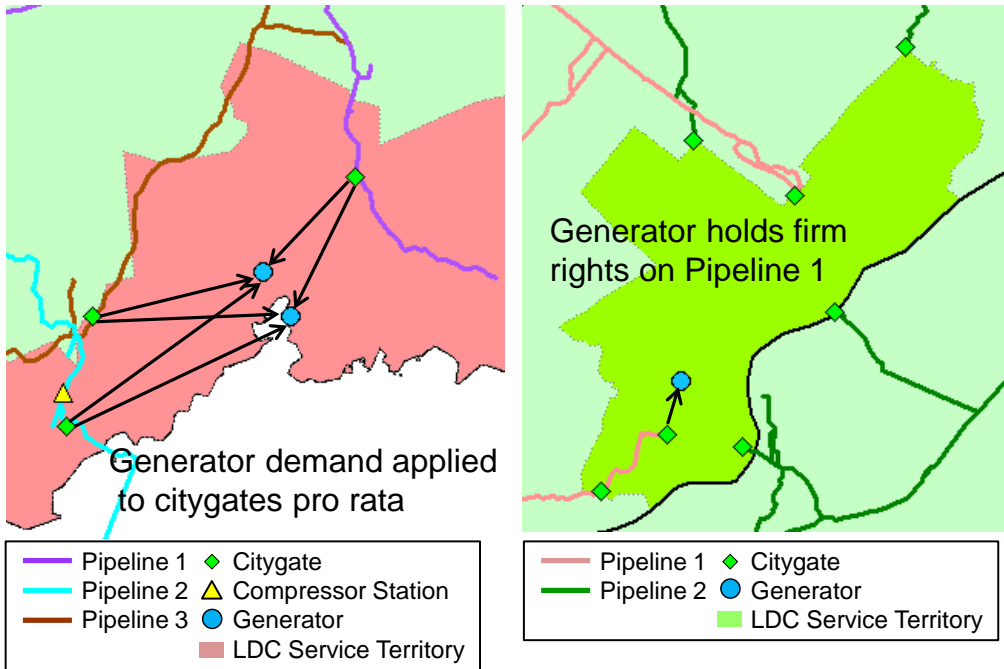 Generator demand applied
to citygates pro rata
Pipeline 1
Citygate
Pipeline 2
Compressor Station
Pipeline 3
Generator
LDC Service Territory
Generator holds firm
rights on Pipeline 1
Pipeline 1
Citygate
Pipeline 2
Generator
LDC Service Territory